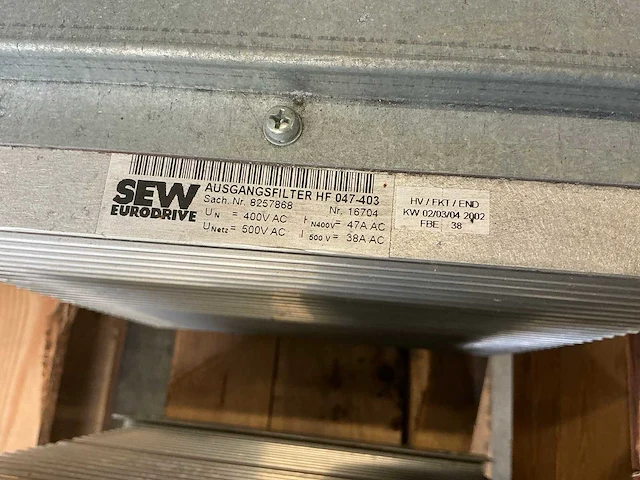 SEW
EURODRIVE
AUSGANGSFILTER HF 047-403
Sach. Nr. 8257868 Nr. 16704
UN = 400V AC IN400V= 47A AC
UNetz= 500V AC I500V= 38A AC
HV / FKT / END
KW 02/03/04 2002
FBE 38